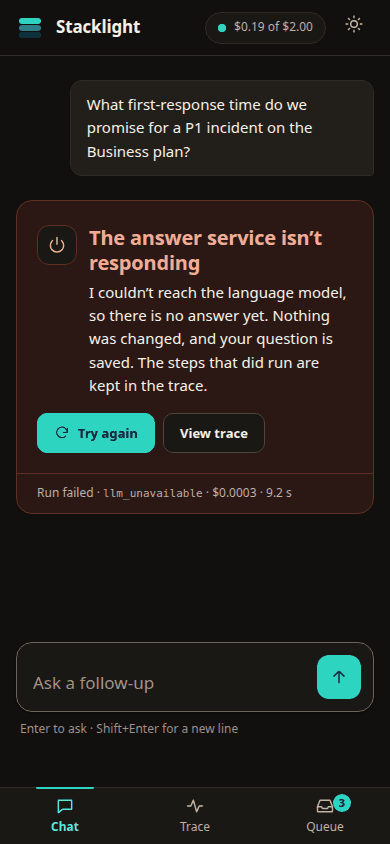 Stacklight
$0.19 of $2.00
What first-response time do we
promise for a P1 incident on the
Business plan?
The answer service isn’t
responding
I couldn’t reach the language model,
so there is no answer yet. Nothing
was changed, and your question is
saved. The steps that did run are
kept in the trace.
Try again
View trace
Run failed · llm_unavailable · $0.0003 · 9.2 s
Ask a follow-up
Enter to ask · Shift+Enter for a new line
3
Chat
Trace
Queue